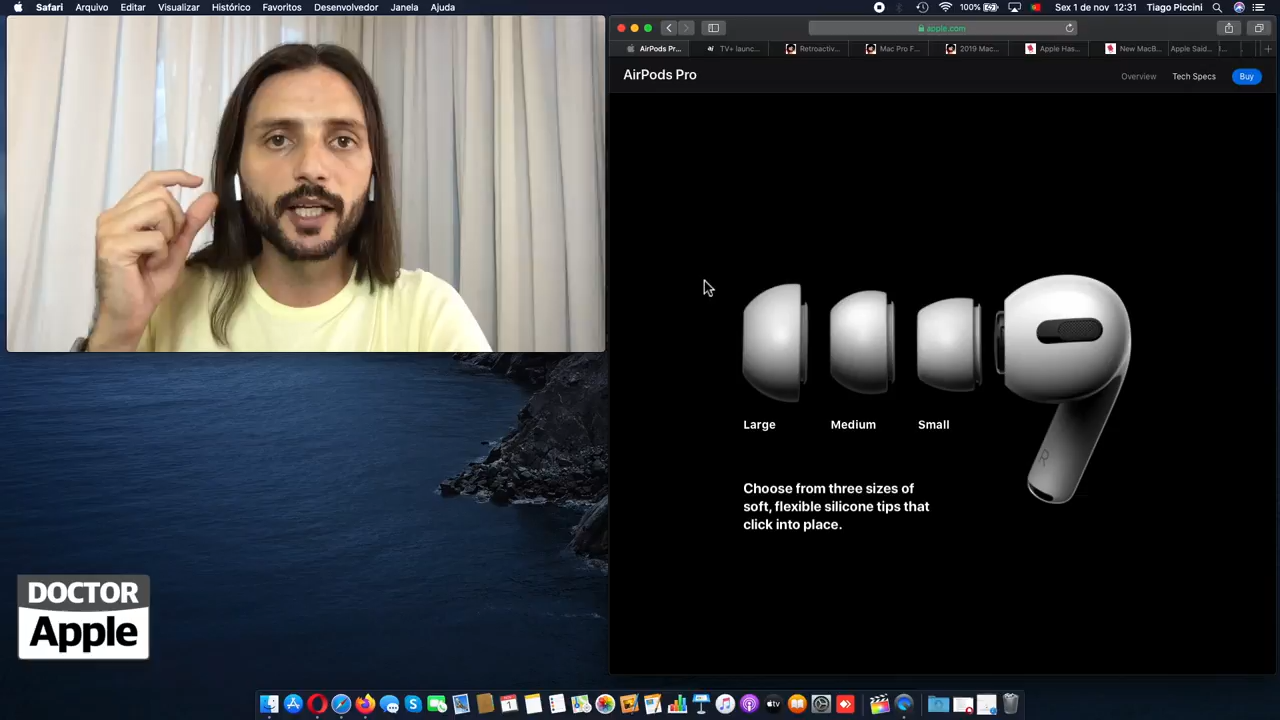 Safari Arquivo Editar Visualizar Histórico Favoritos Desenvolvedor Janela Ajuda 100% Sex 1 de nov 12:31 Tiago Piccini
apple.com
AirPods Pr... TV+ launc... Retroactiv... Mac Pro F... 2019 Mac... Apple Has... New MacB... Apple Said...
AirPods Pro Overview Tech Specs Buy
Large Medium Small
R
Choose from three sizes of
soft, flexible silicone tips that
click into place.
DOCTOR
Apple